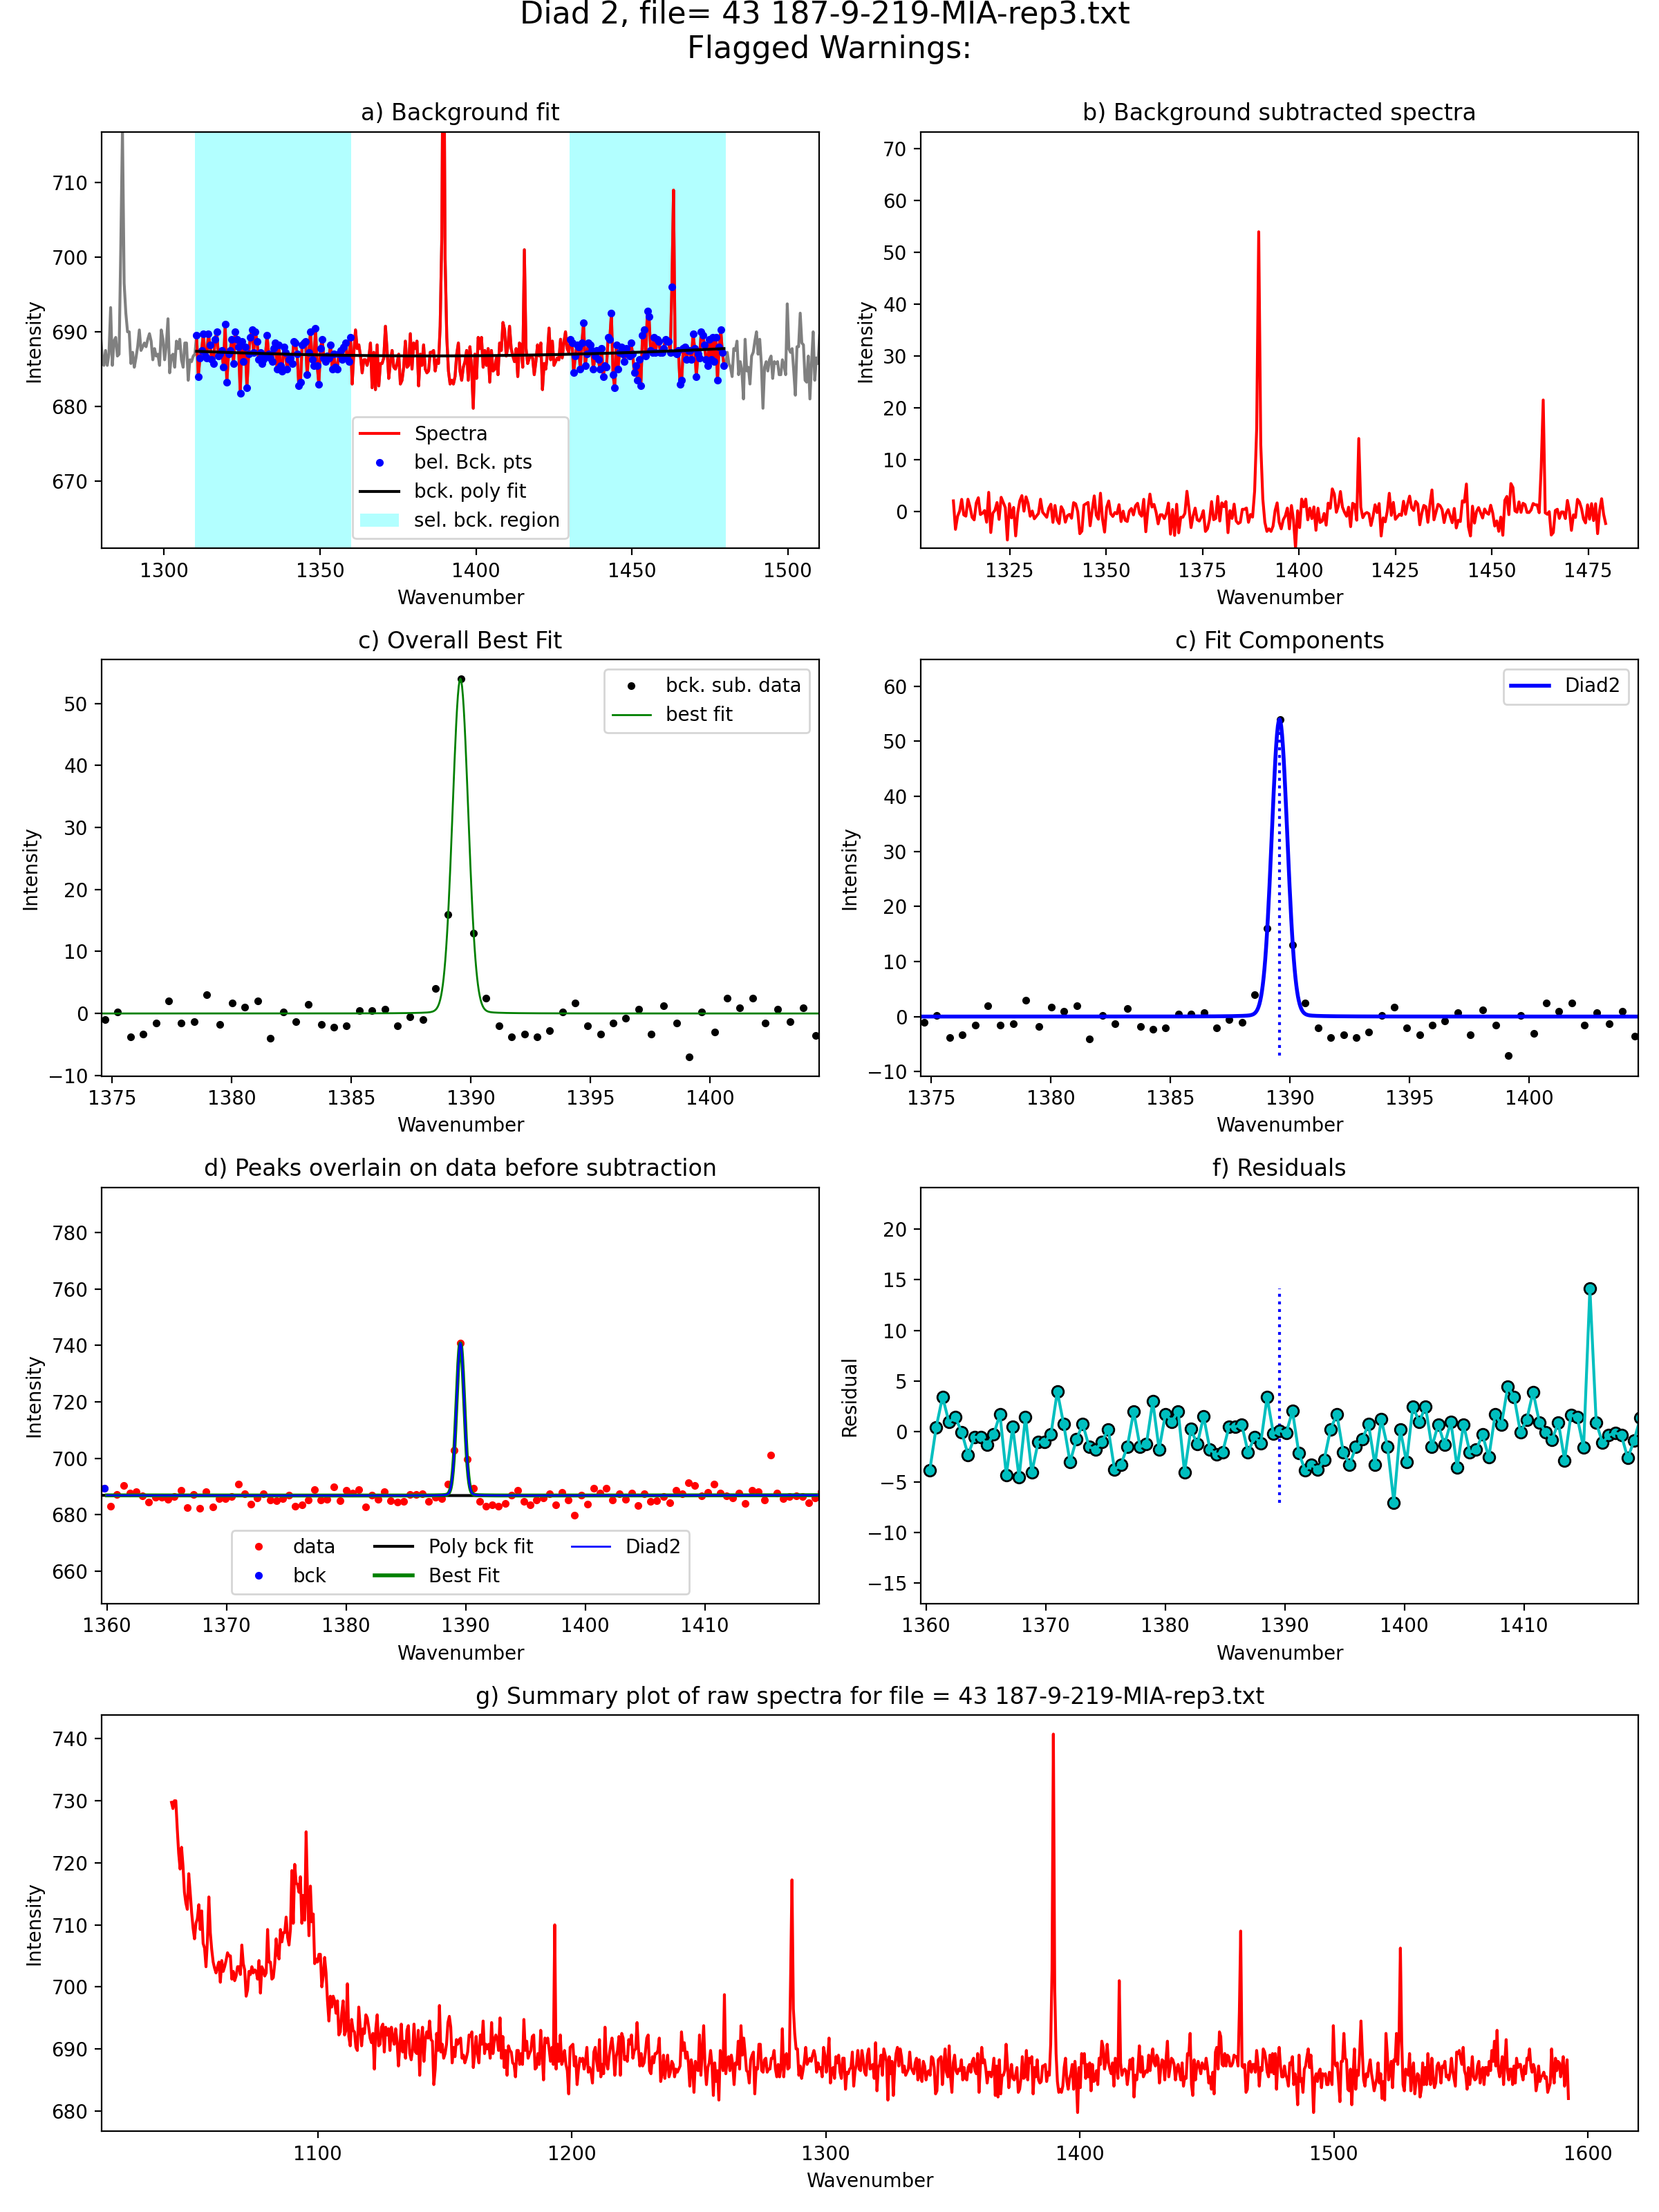 Diad 2, file= 43 187-9-219-MIA-rep3.txt
Flagged Warnings:
a) Background fit
710
700
690
680
670
Intensity
Spectra
bel. Bck. pts
bck. poly fit
sel. bck. region
1300 1350 1400 1450 1500
Wavenumber
b) Background subtracted spectra
70
60
50
40
30
20
10
0
Intensity
1325 1350 1375 1400 1425 1450 1475
Wavenumber
c) Overall Best Fit
50
40
30
20
10
0
−10
Intensity
bck. sub. data
best fit
1375 1380 1385 1390 1395 1400
Wavenumber
c) Fit Components
60
50
40
30
20
10
0
−10
Intensity
Diad2
1375 1380 1385 1390 1395 1400
Wavenumber
d) Peaks overlain on data before subtraction
780
760
740
720
700
680
660
Intensity
data
bck
Poly bck fit
Best Fit
Diad2
1360 1370 1380 1390 1400 1410
Wavenumber
f) Residuals
20
15
10
5
0
−5
−10
−15
Residual
1360 1370 1380 1390 1400 1410
Wavenumber
g) Summary plot of raw spectra for file = 43 187-9-219-MIA-rep3.txt
740
730
720
710
700
690
680
Intensity
1100 1200 1300 1400 1500 1600
Wavenumber